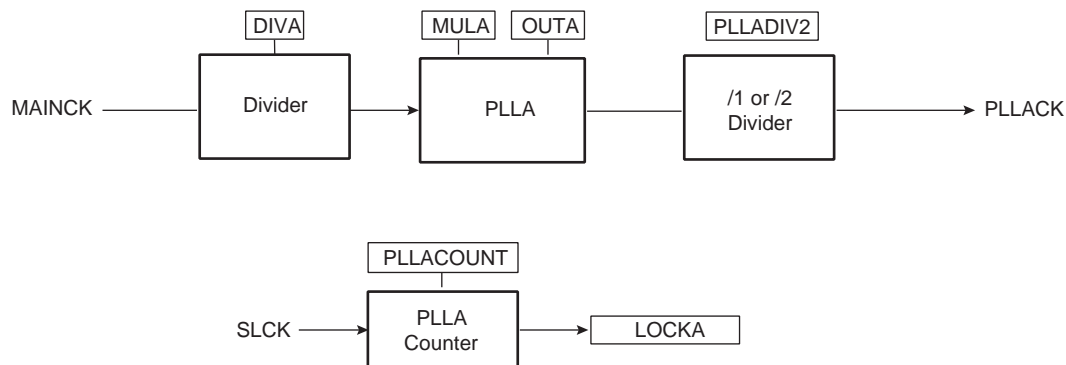 DIVA
MULA
OUTA
PLLADIV2
MAINCK
Divider
PLLA
/1 or /2
Divider
PLLACK
PLLACOUNT
SLCK
PLLA
Counter
LOCKA